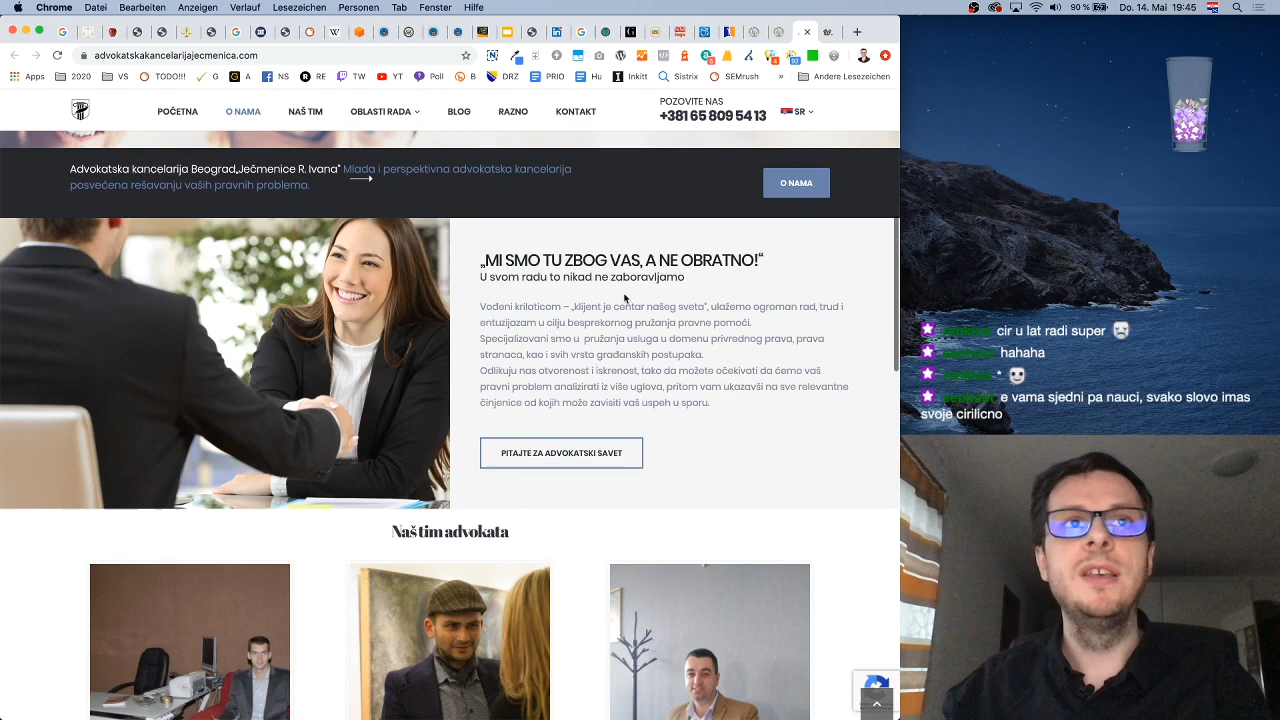 Chrome Datei Bearbeiten Anzeigen Verlauf Lesezeichen Personen Tab Fenster Hilfe
90 % Do. 14. Mai 19:45
advokatskakancelarijajecmenica.com
Apps 2020 VS TODO!!! G A NS RE TW YT Poll B DRZ PRIO Hu Inkitt Sistrix SEMrush » Andere Lesezeichen
POČETNA O NAMA NAŠ TIM OBLASTI RADA BLOG RAZNO KONTAKT
POZOVITE NAS
+381 65 809 54 13
SR
Advokatska kancelarija Beograd„Ječmenice R. Ivana“ Mlada i perspektivna advokatska kancelarija
posvećena rešavanju vaših pravnih problema.
O NAMA
„MI SMO TU ZBOG VAS, A NE OBRATNO!“
U svom radu to nikad ne zaboravljamo
Vođeni krilaticom – „klijent je centar našeg sveta“, ulažemo ogroman rad, trud i
entuzijazam u cilju besprekornog pružanja pravne pomoći.
Specijalizovani smo u pružanja usluga u domenu privrednog prava, prava
stranaca, kao i svih vrsta građanskih postupaka.
Odlikuju nas otvorenost i iskrenost, tako da možete očekivati da ćemo vaš
pravni problem analizirati iz više uglova, pritom vam ukazavši na sve relevantne
činjenice od kojih može zavisiti vaš uspeh u sporu.
PITAJTE ZA ADVOKATSKI SAVET
Naš tim advokata
cir u lat radi super
hahaha
*
e vama sjedni pa nauci, svako slovo imas
svoje cirilicno